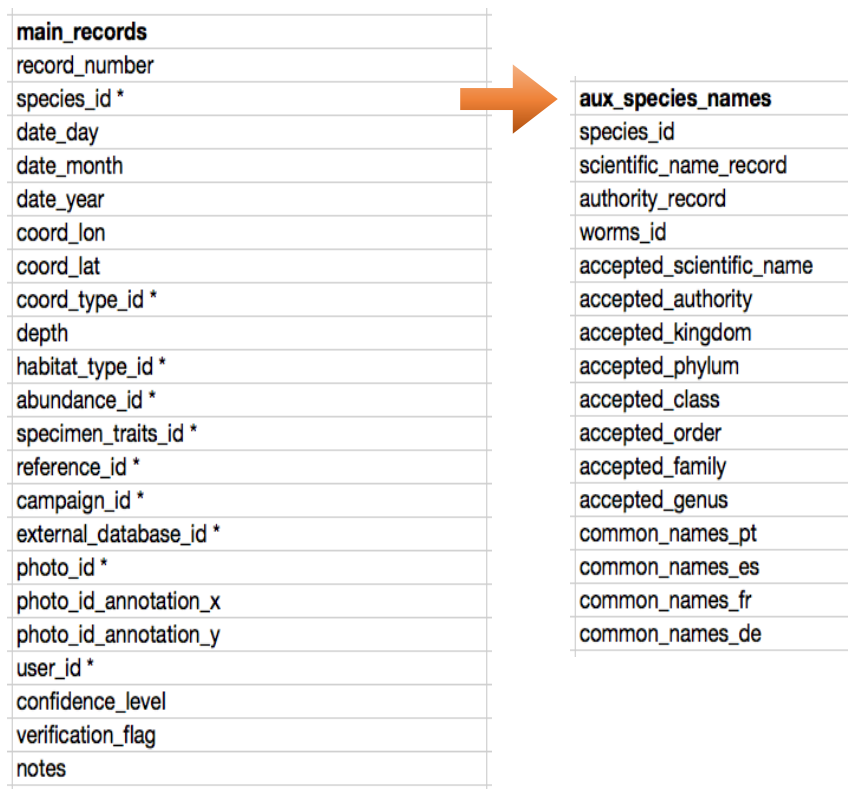 main_records
record_number
species_id *
date_day
date_month
date_year
coord_lon
coord_lat
coord_type_id *
depth
habitat_type_id *
abundance_id *
specimen_traits_id *
reference_id *
campaign_id *
external_database_id *
photo_id *
photo_id_annotation_x
photo_id_annotation_y
user_id *
confidence_level
verification_flag
notes
aux_species_names
species_id
scientific_name_record
authority_record
worms_id
accepted_scientific_name
accepted_authority
accepted_kingdom
accepted_phylum
accepted_class
accepted_order
accepted_family
accepted_genus
common_names_pt
common_names_es
common_names_fr
common_names_de